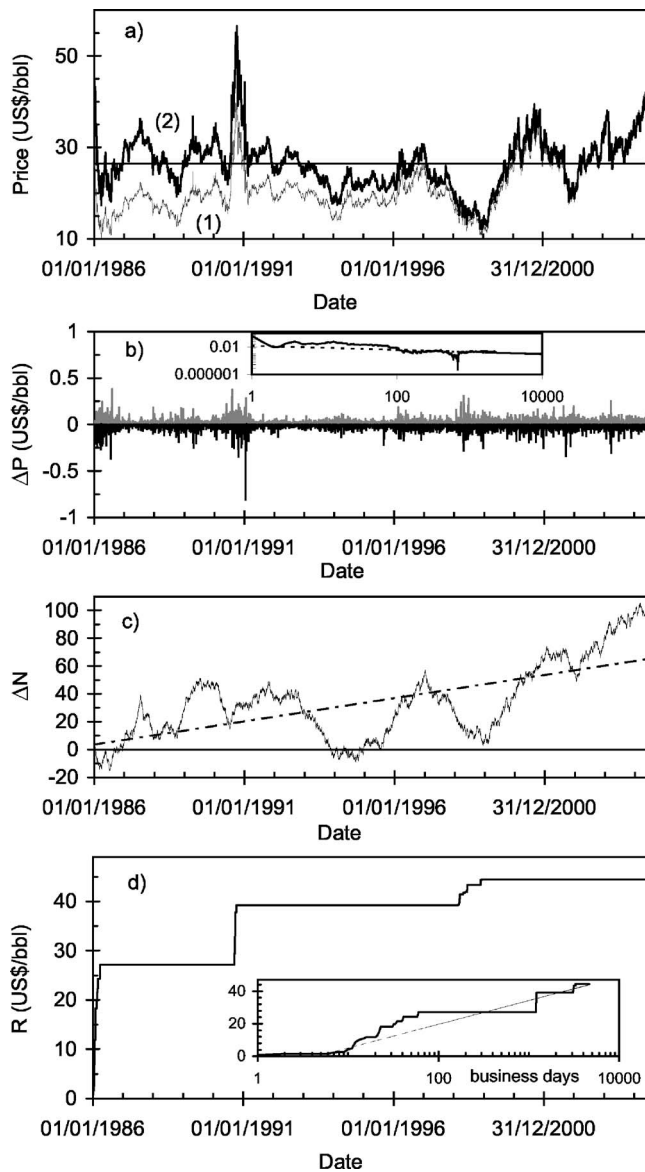 a)
Price (US$/bbl)
50
30
10
(2)
(1)
01/01/1986 01/01/1991 01/01/1996 31/12/2000
Date
b)
ΔP (US$/bbl)
1
0.5
0
-0.5
-1
0.01
0.000001
1 100 10000
01/01/1986 01/01/1991 01/01/1996 31/12/2000
Date
c)
ΔN
100
80
60
40
20
0
-20
01/01/1986 01/01/1991 01/01/1996 31/12/2000
Date
d)
R (US$/bbl)
40
30
20
10
0
40
20
0
1 100 business days 10000
01/01/1986 01/01/1991 01/01/1996 31/12/2000
Date